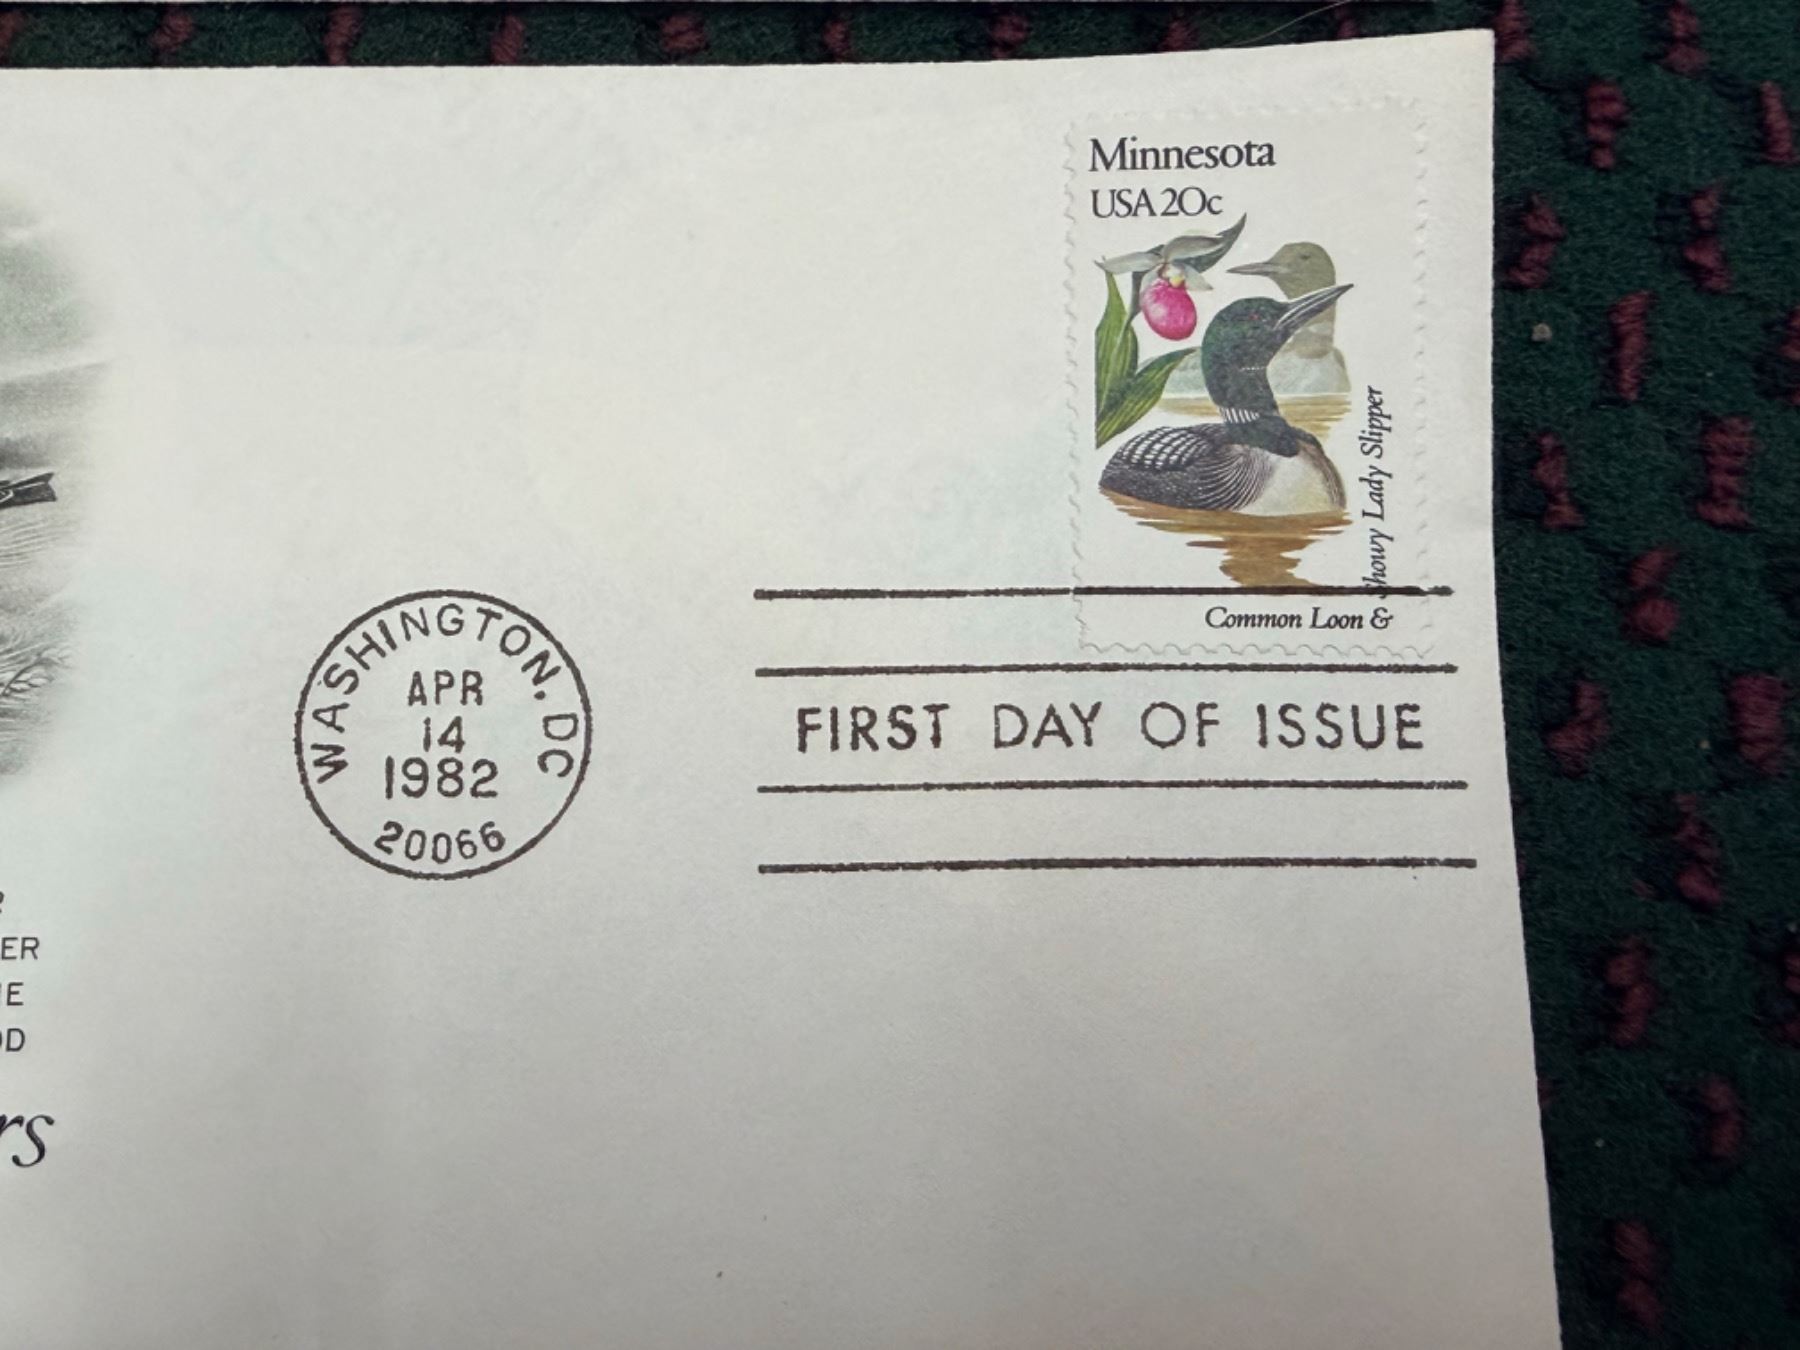 Minnesota
USA 20c
Showy Lady Slipper
Common Loon &
FIRST DAY OF ISSUE
WASHINGTON, DC
APR
14
1982
20066
ER
OD
rs